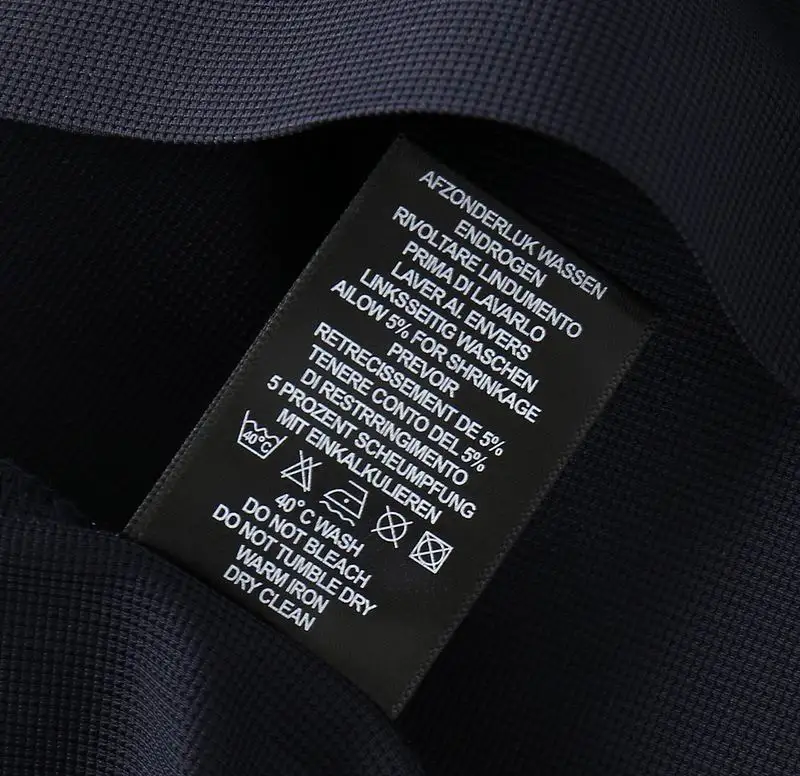 AFZONDERLUK WASSEN
ENDROGEN
RIVOLTARE LINDUMENTO
PRIMA DI LAVARLO
LAVER AL ENVERS
LINKSSEITIG WASCHEN
AILOW 5% FOR SHRINKAGE
PREVOIR
RETRECISSEMENT DE 5%
TENERE CONTO DEL 5%
DI RESTRRINGIMENTO
5 PROZENT SCHEUMPFUNG
MIT EINKALKULIEREN
40°C
40°C WASH
DO NOT BLEACH
DO NOT TUMBLE DRY
WARM IRON
DRY CLEAN